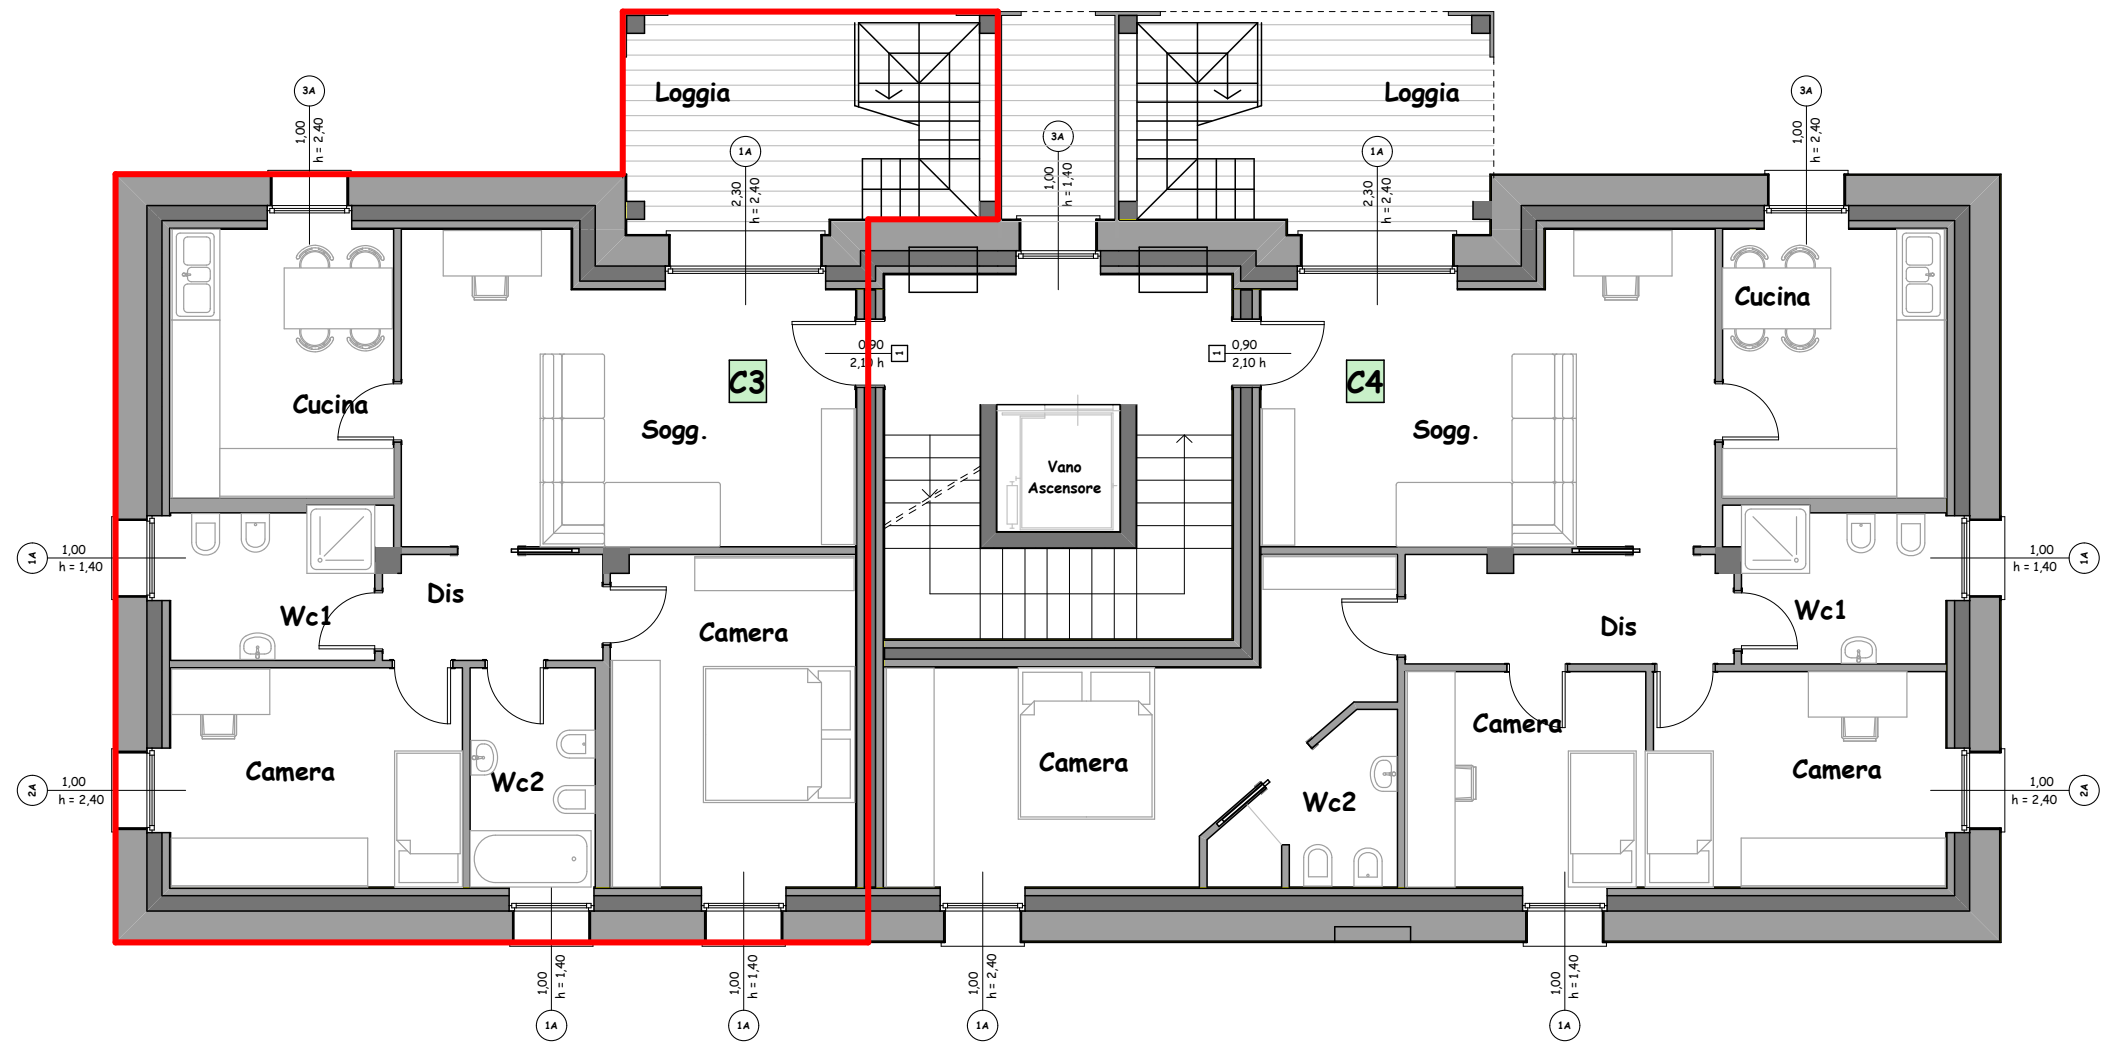 3A
1,00
h = 2,40
Loggia
1A
2,30
h = 2,40
3A
1,00
h = 1,40
Loggia
1A
2,30
h = 2,40
3A
1,00
h = 2,40
Cucina
0,90
2,10 h
1
1
0,90
2,10 h
C3
C4
Cucina
Sogg.
Sogg.
Vano
Ascensore
1A
1,00
h = 1,40
Wc1
Dis
Camera
Dis
Wc1
1,00
h = 1,40
1A
2A
1,00
h = 2,40
Camera
Wc2
Camera
Wc2
Camera
Camera
1,00
h = 2,40
2A
1,00
h = 1,40
1A
1,00
h = 1,40
1A
1,00
h = 2,40
1A
1,00
h = 1,40
1A